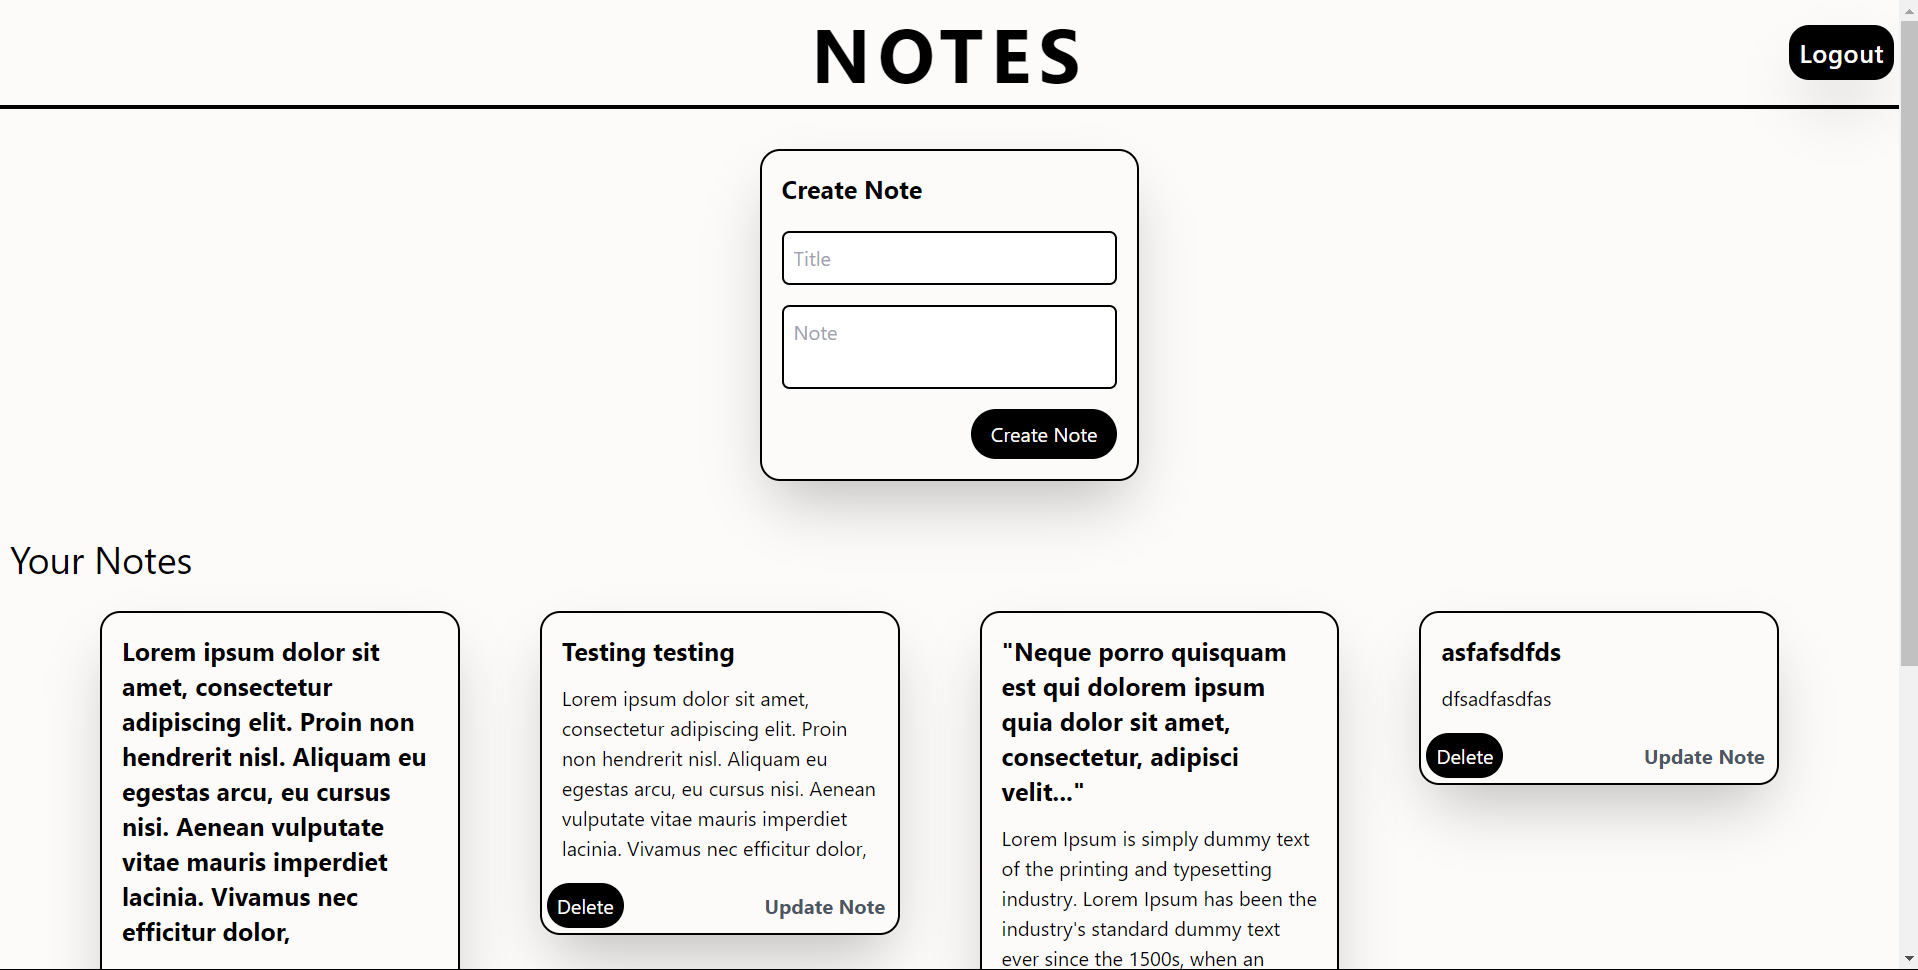 NOTES
Logout
Create Note
Title
Note
Create Note
Your Notes
Lorem ipsum dolor sit
amet, consectetur
adipiscing elit. Proin non
hendrerit nisl. Aliquam eu
egestas arcu, eu cursus
nisi. Aenean vulputate
vitae mauris imperdiet
lacinia. Vivamus nec
efficitur dolor,
Testing testing
Lorem ipsum dolor sit amet,
consectetur adipiscing elit. Proin
non hendrerit nisl. Aliquam eu
egestas arcu, eu cursus nisi. Aenean
vulputate vitae mauris imperdiet
lacinia. Vivamus nec efficitur dolor,
Delete
Update Note
"Neque porro quisquam
est qui dolorem ipsum
quia dolor sit amet,
consectetur, adipisci
velit..."
Lorem Ipsum is simply dummy text
of the printing and typesetting
industry. Lorem Ipsum has been the
industry's standard dummy text
ever since the 1500s, when an
asfafsdfds
dfsadfasdfas
Delete
Update Note